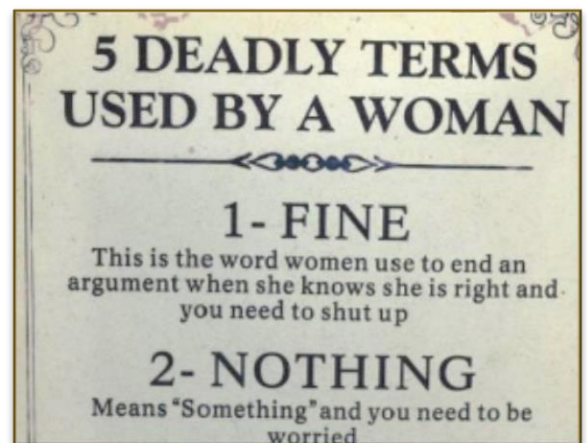 5 DEADLY TERMS
USED BY A WOMAN
1- FINE
This is the word women use to end an
argument when she knows she is right and
you need to shut up
2- NOTHING
Means "Something" and you need to be
worried